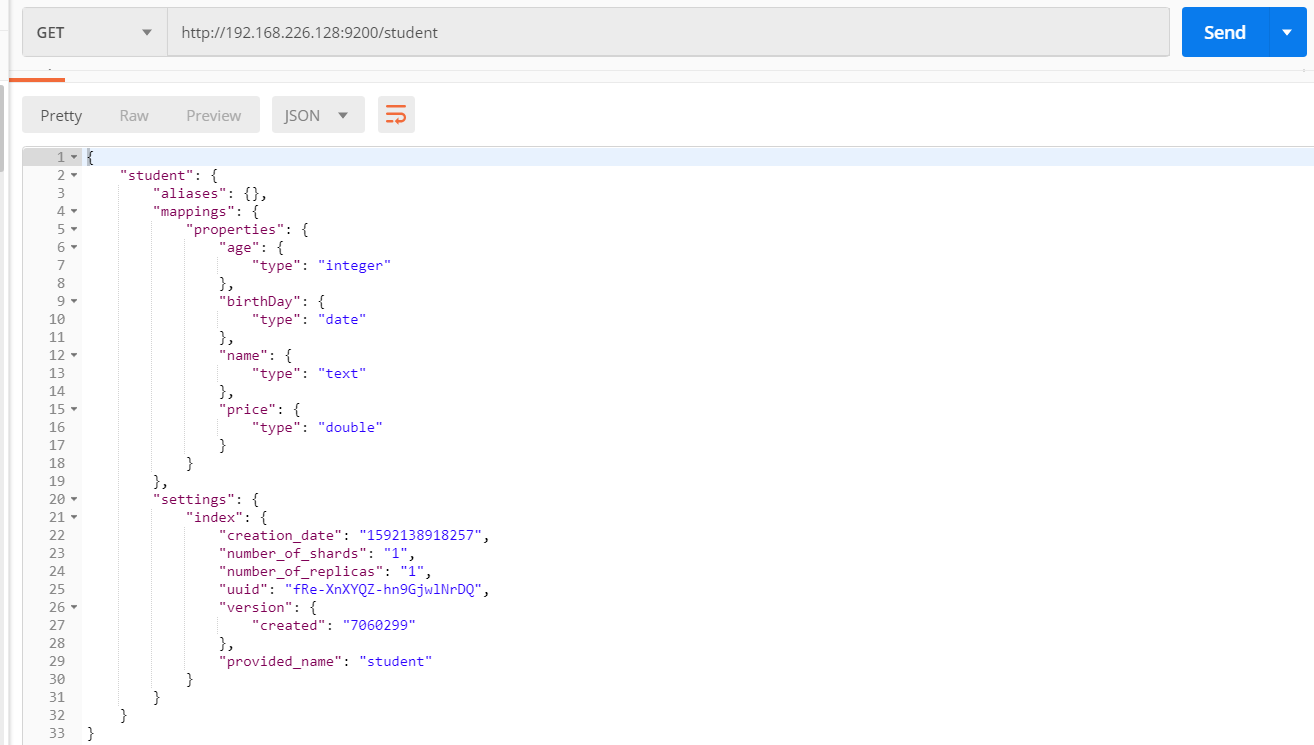 GET http://192.168.226.128:9200/student Send
Pretty Raw Preview JSON
1 {
2 "student": {
3 "aliases": {},
4 "mappings": {
5 "properties": {
6 "age": {
7 "type": "integer"
8 },
9 "birthDay": {
10 "type": "date"
11 },
12 "name": {
13 "type": "text"
14 },
15 "price": {
16 "type": "double"
17 }
18 }
19 },
20 "settings": {
21 "index": {
22 "creation_date": "1592138918257",
23 "number_of_shards": "1",
24 "number_of_replicas": "1",
25 "uuid": "fRe-XnXYQZ-hn9GjwlNrDQ",
26 "version": {
27 "created": "7060299"
28 },
29 "provided_name": "student"
30 }
31 }
32 }
33 }